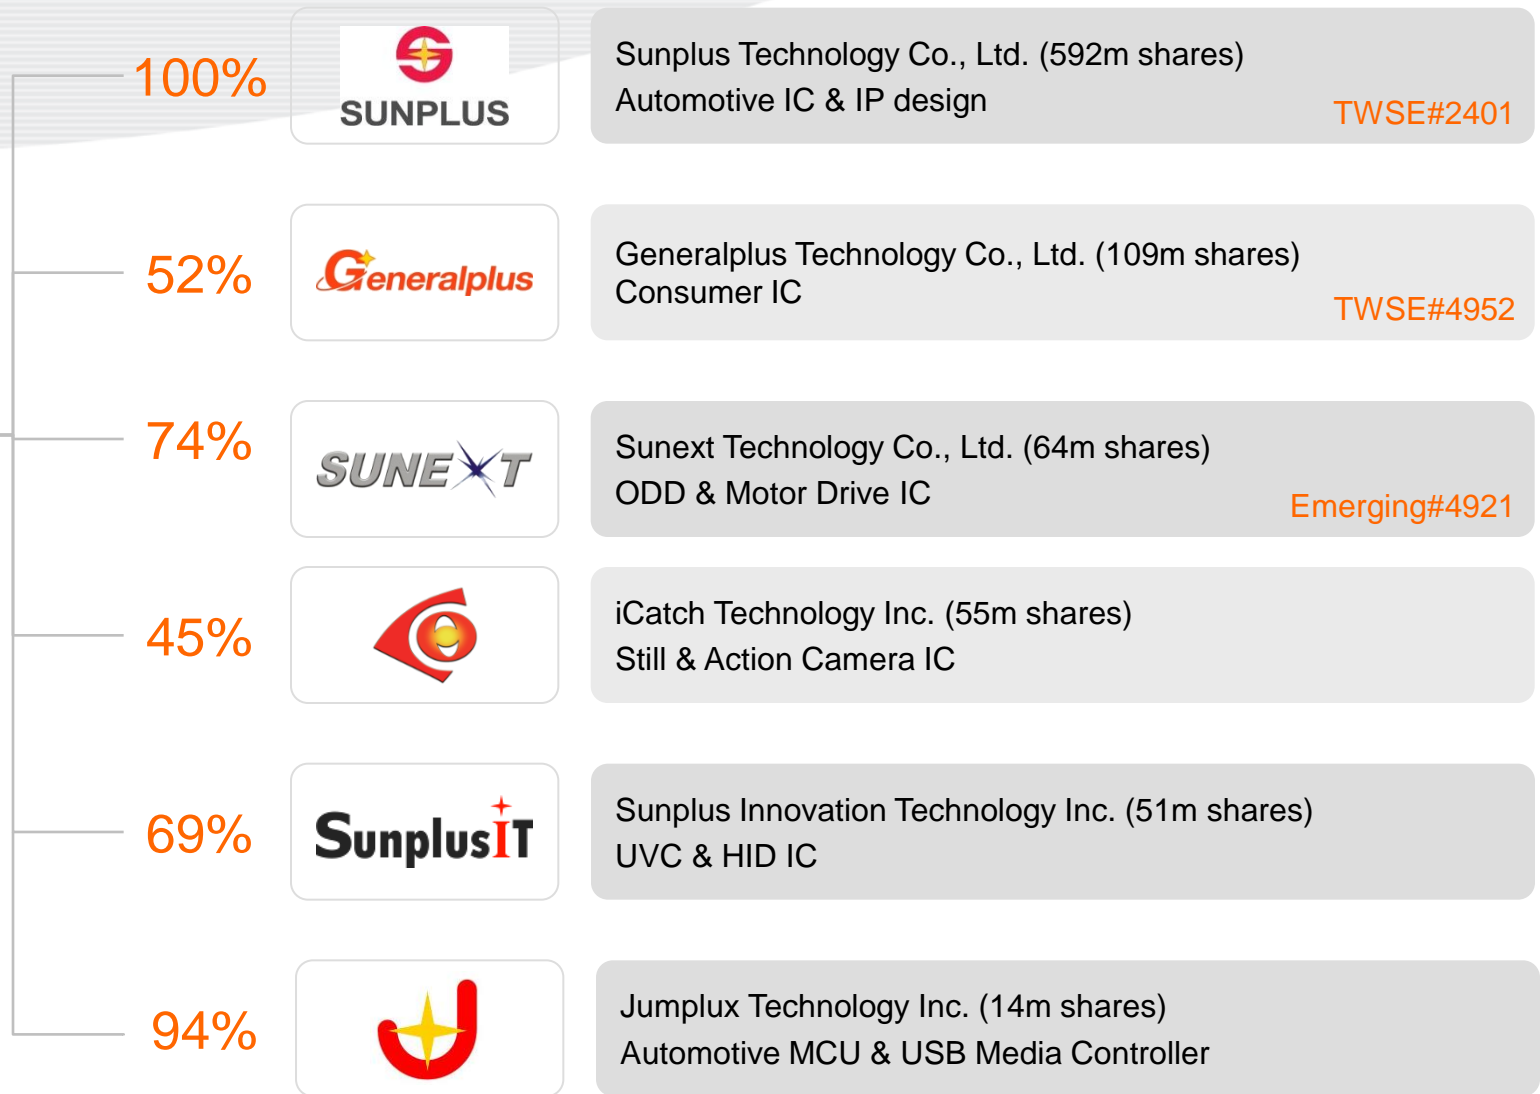 100%
SUNPLUS
Sunplus Technology Co., Ltd. (592m shares)
Automotive IC & IP design
TWSE#2401
52%
Generalplus
Generalplus Technology Co., Ltd. (109m shares)
Consumer IC
TWSE#4952
74%
SUNEXT
Sunext Technology Co., Ltd. (64m shares)
ODD & Motor Drive IC
Emerging#4921
45%
iCatch Technology Inc. (55m shares)
Still & Action Camera IC
69%
SunplusiT
Sunplus Innovation Technology Inc. (51m shares)
UVC & HID IC
94%
Jumplux Technology Inc. (14m shares)
Automotive MCU & USB Media Controller